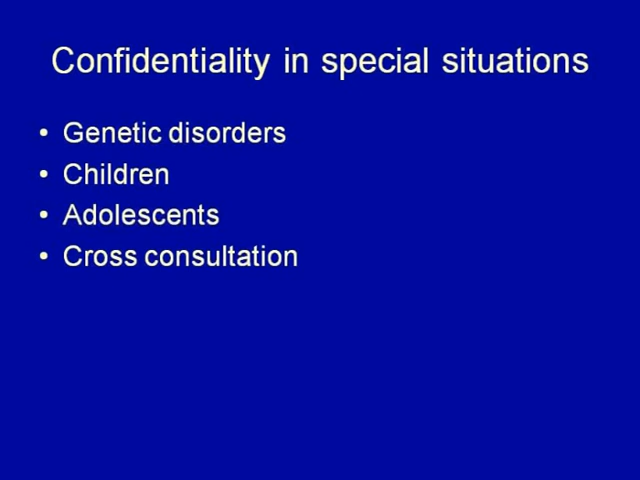 Confidentiality in special situations
• Genetic disorders
• Children
• Adolescents
• Cross consultation